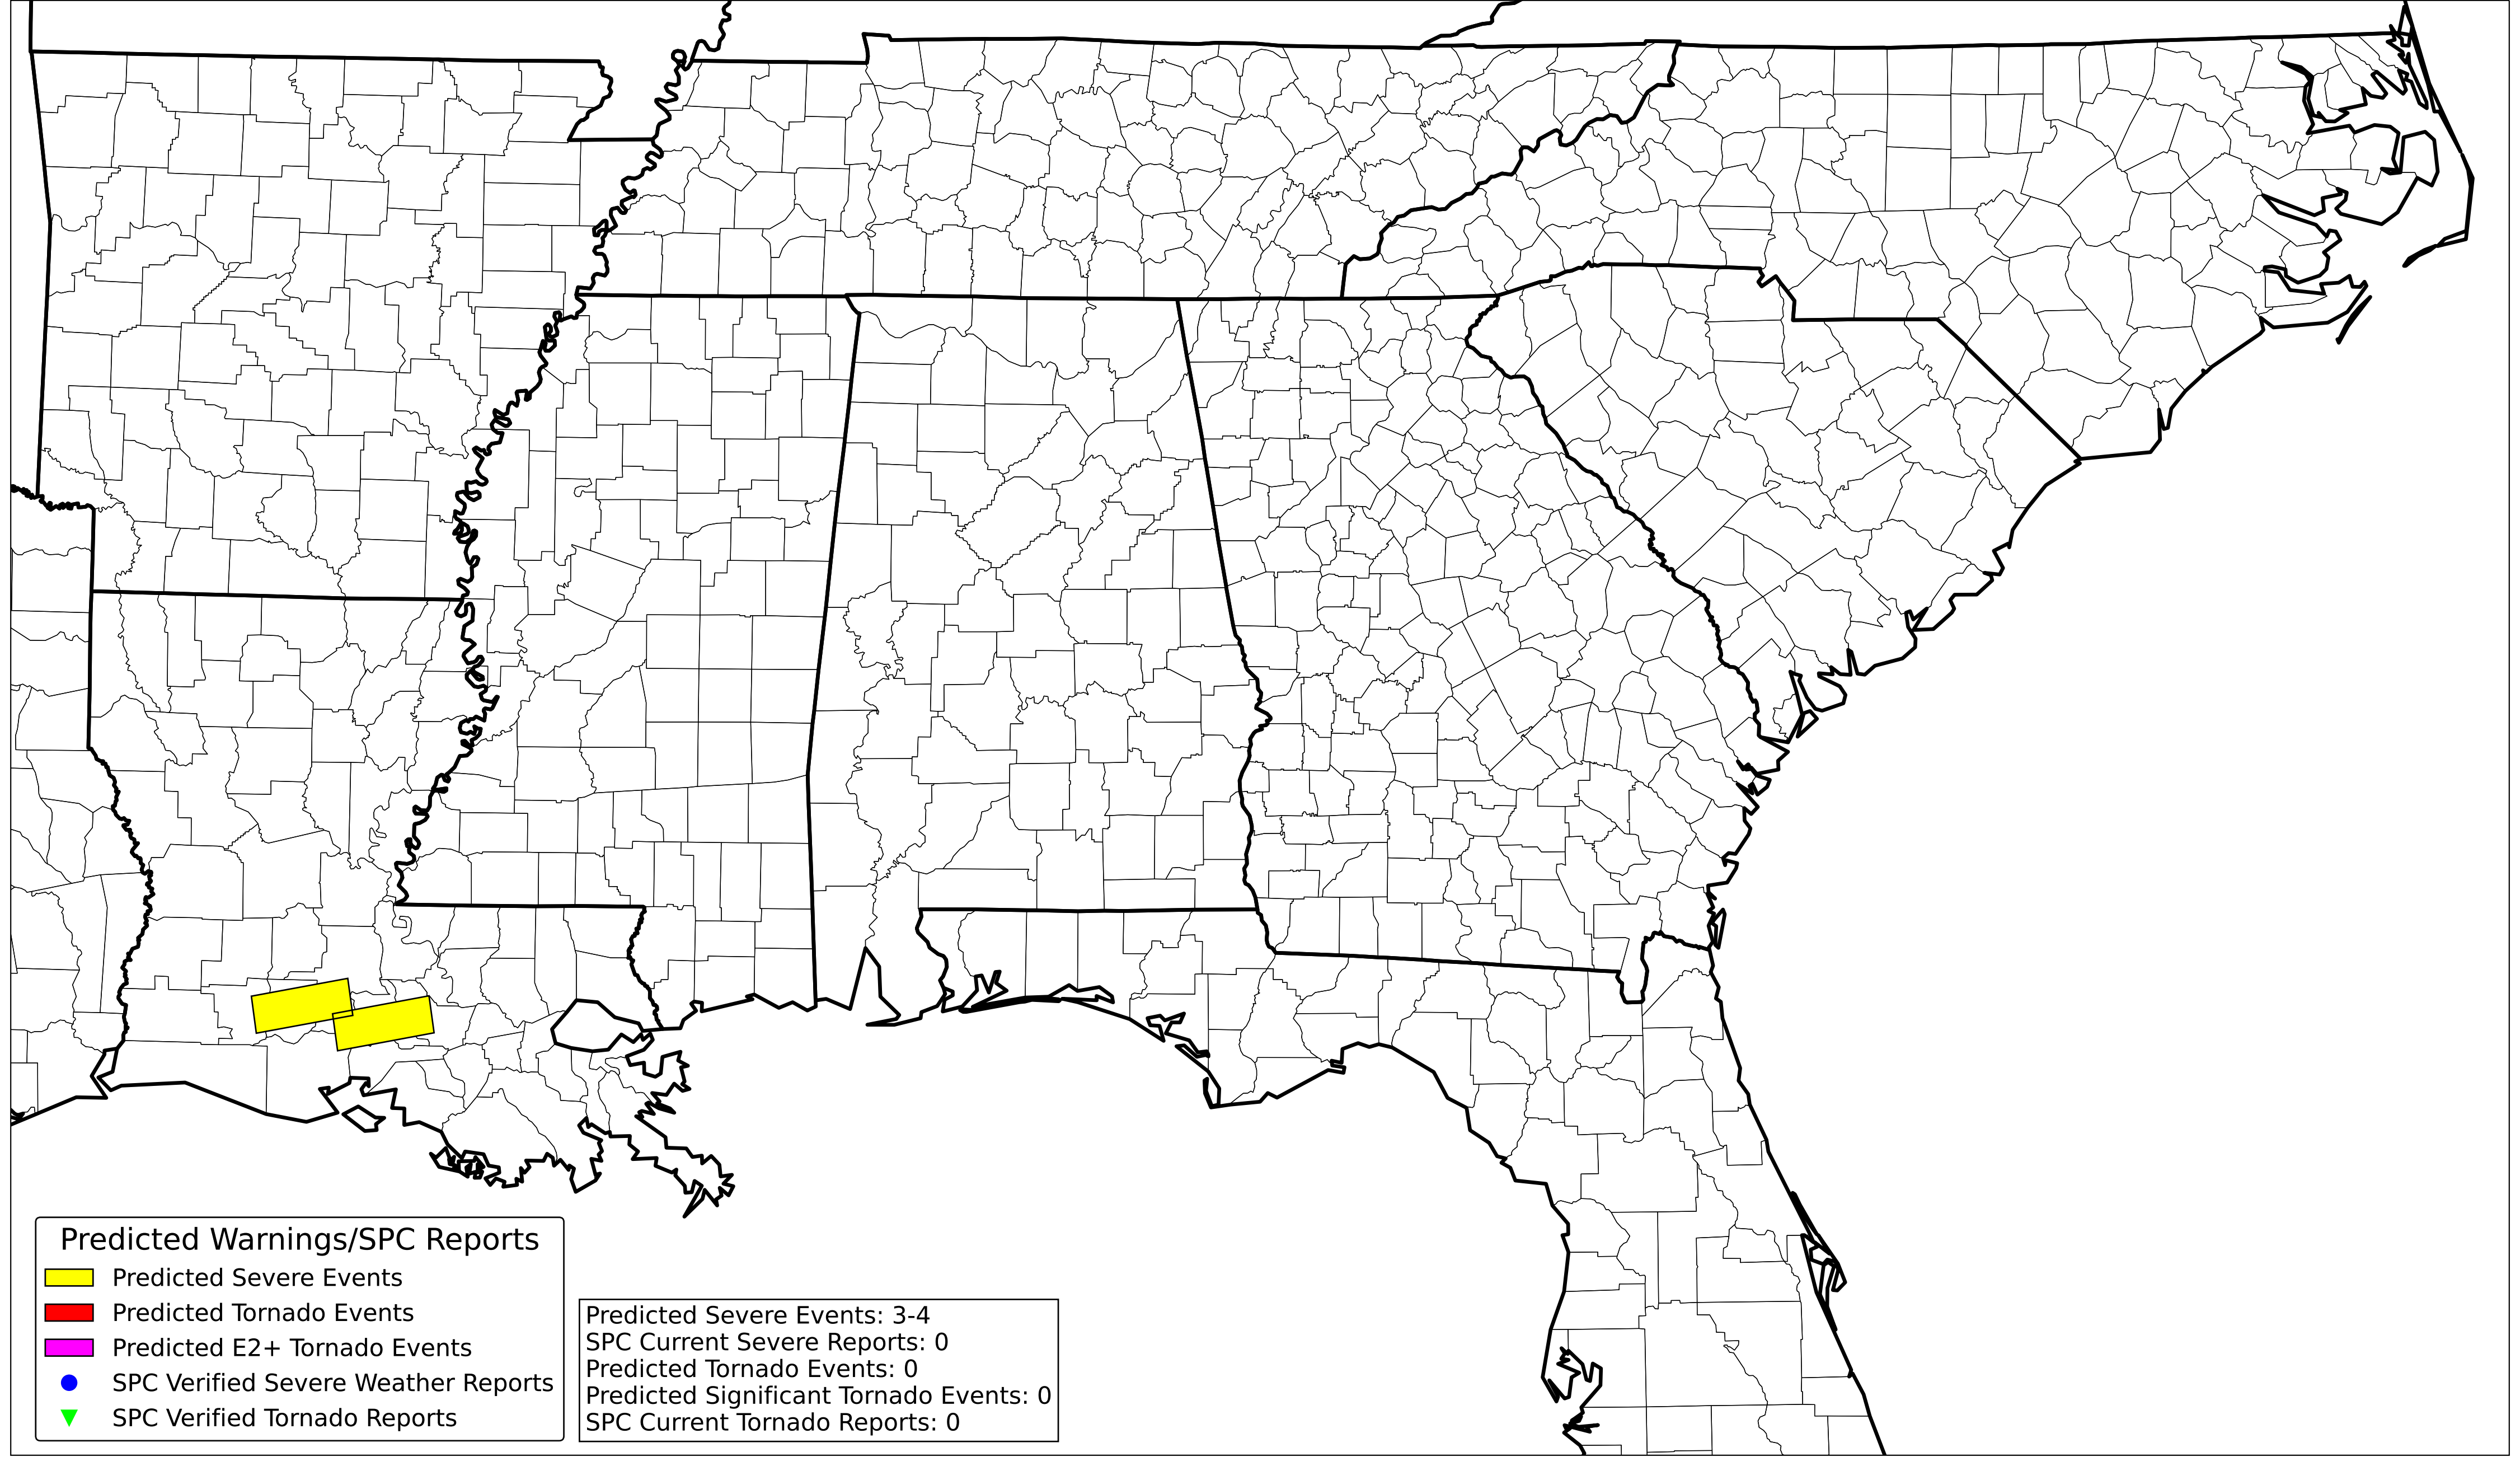 Predicted Warnings/SPC Reports
Predicted Severe Events
Predicted Tornado Events
Predicted E2+ Tornado Events
SPC Verified Severe Weather Reports
SPC Verified Tornado Reports
Predicted Severe Events: 3-4
SPC Current Severe Reports: 0
Predicted Tornado Events: 0
Predicted Significant Tornado Events: 0
SPC Current Tornado Reports: 0